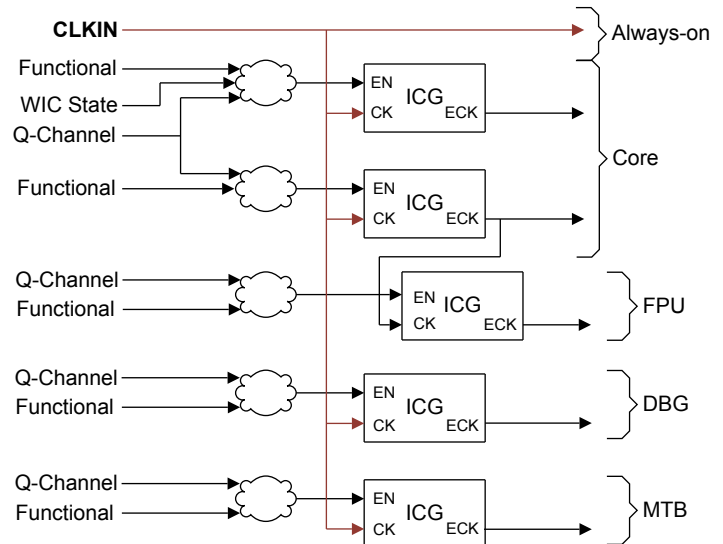 CLKIN
Always-on
Functional
WIC State
Q-Channel
EN
ICG
CK
ECK
Core
Functional
EN
ICG
CK
ECK
Q-Channel
Functional
EN
ICG
CK
ECK
FPU
Q-Channel
Functional
EN
ICG
CK
ECK
DBG
Q-Channel
Functional
EN
ICG
CK
ECK
MTB